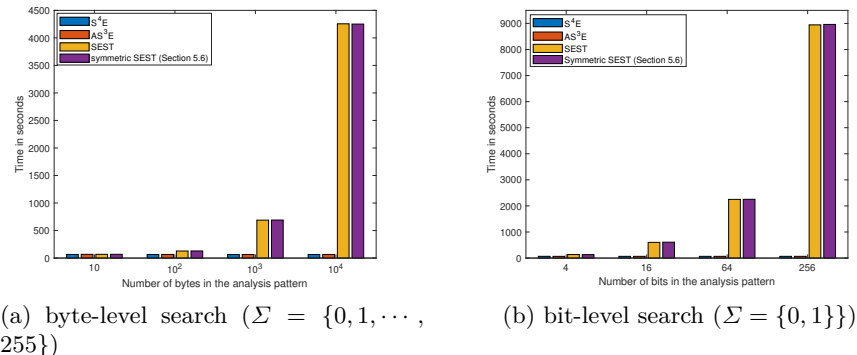 4500
4000
3500
3000
2500
2000
1500
1000
500
0
Time in seconds
S⁴E
AS³E
SEST
symmetric SEST (Section 5.6)
10
10²
10³
10⁴
Number of bytes in the analysis pattern
(a) byte-level search (Σ = {0, 1, ⋯ ,
255})
9000
8000
7000
6000
5000
4000
3000
2000
1000
0
Time in seconds
S⁴E
AS³E
SEST
Symmetric SEST (Section 5.6)
4
16
64
256
Number of bits in the analysis pattern
(b) bit-level search (Σ = {0, 1}})